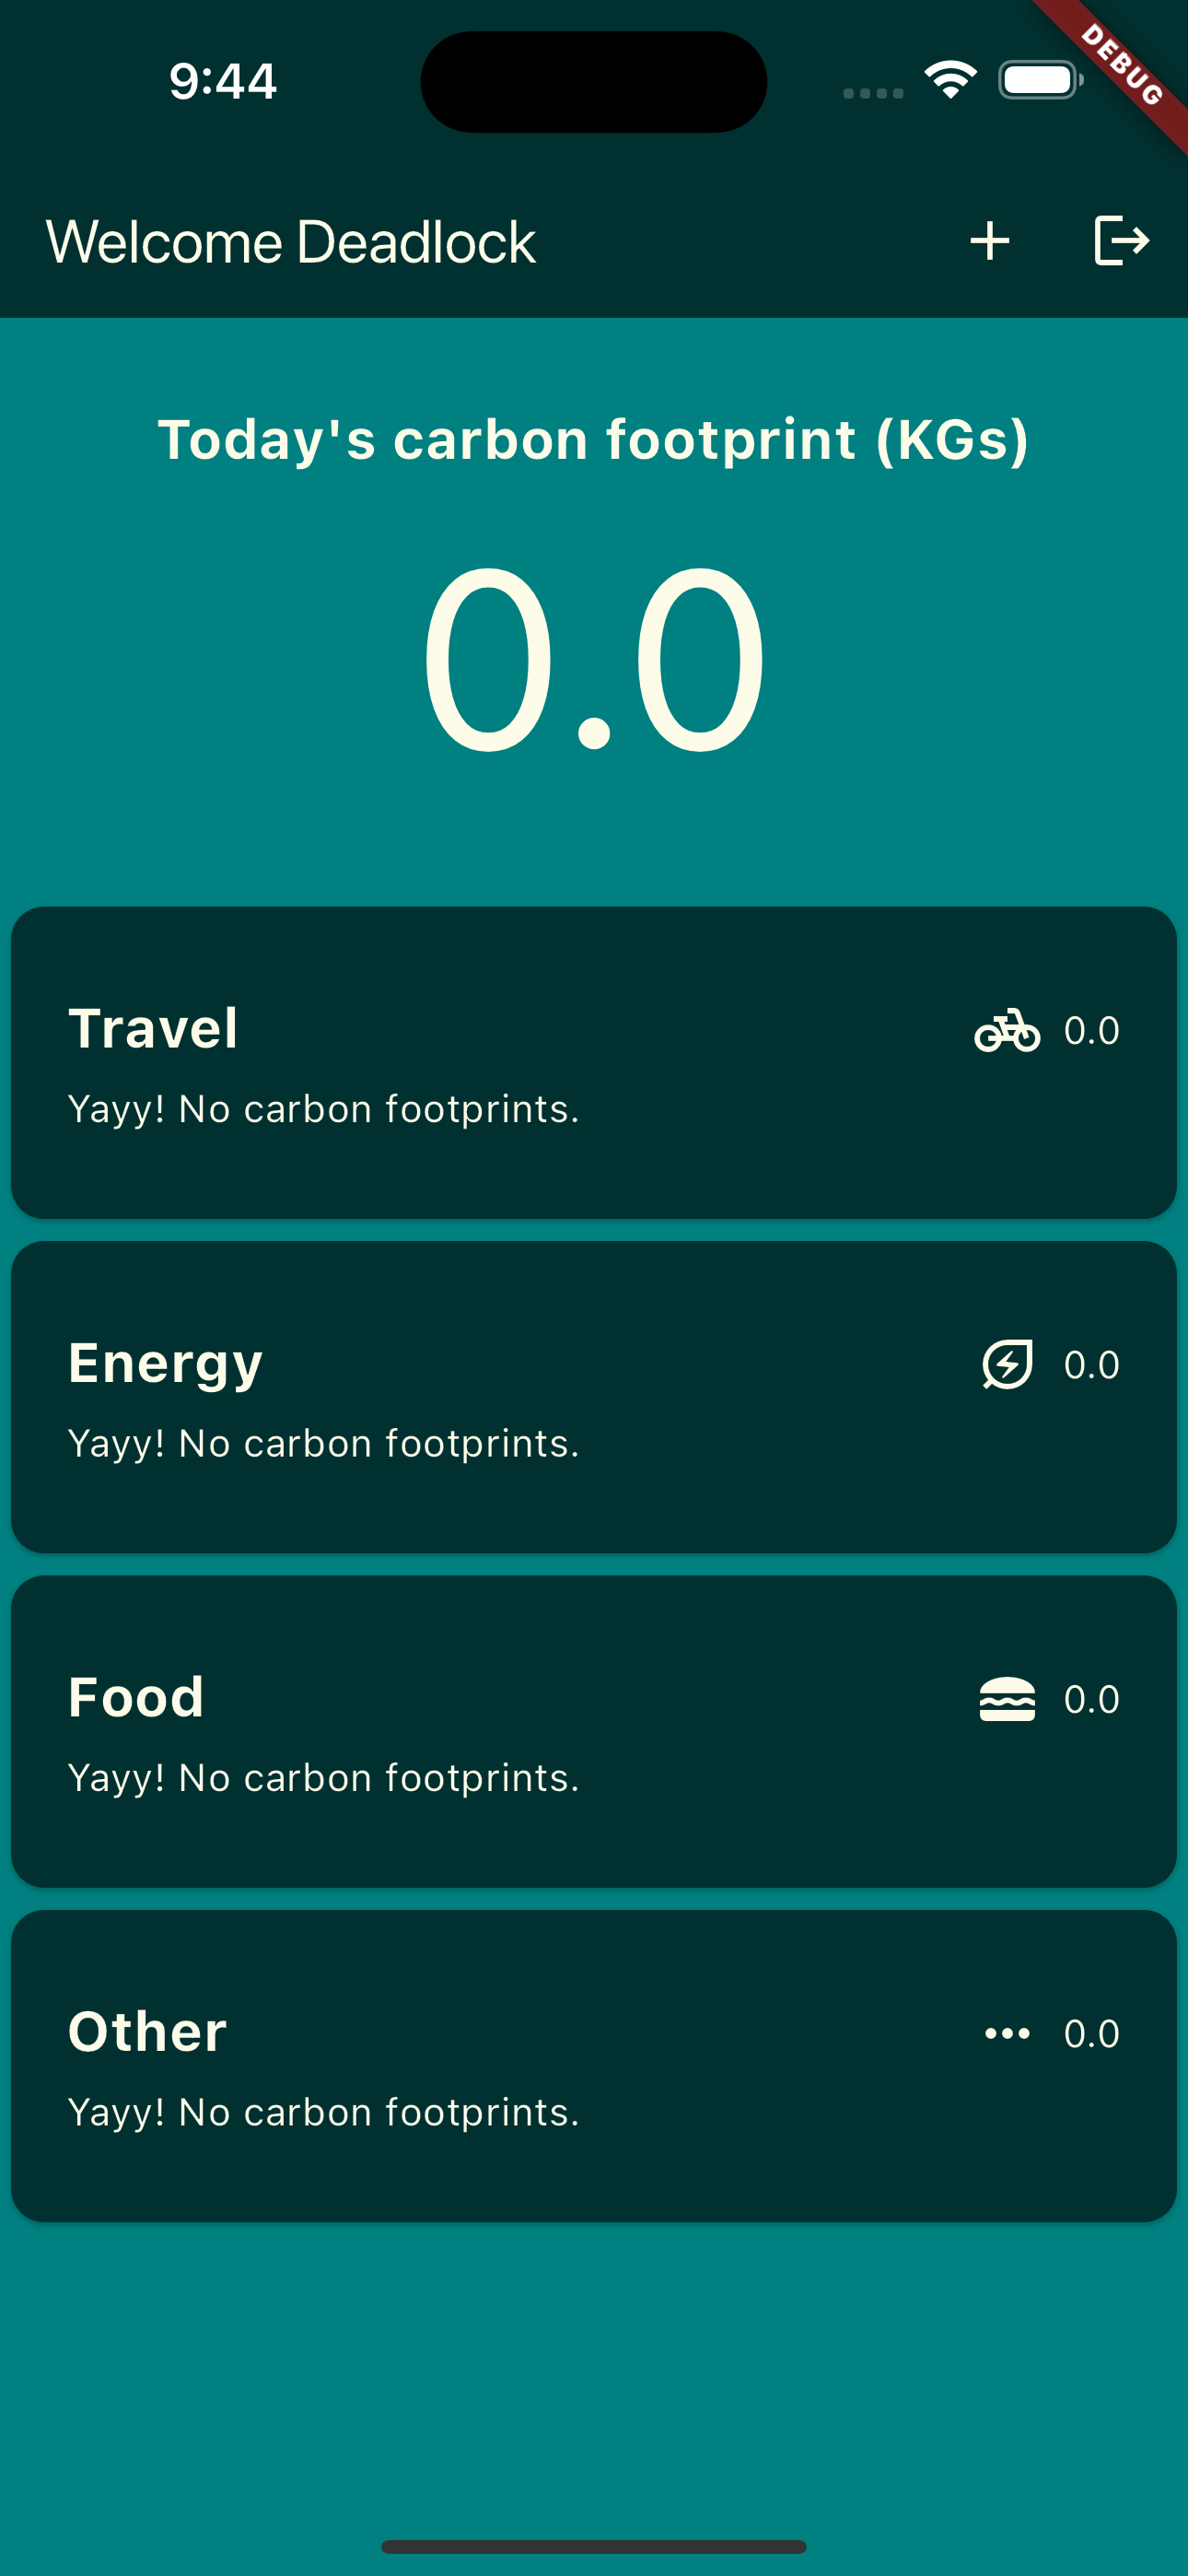 9:44
DEBUG
Welcome Deadlock
Today's carbon footprint (KGs)
0.0
Travel
0.0
Yayy! No carbon footprints.
Energy
0.0
Yayy! No carbon footprints.
Food
0.0
Yayy! No carbon footprints.
Other
0.0
Yayy! No carbon footprints.